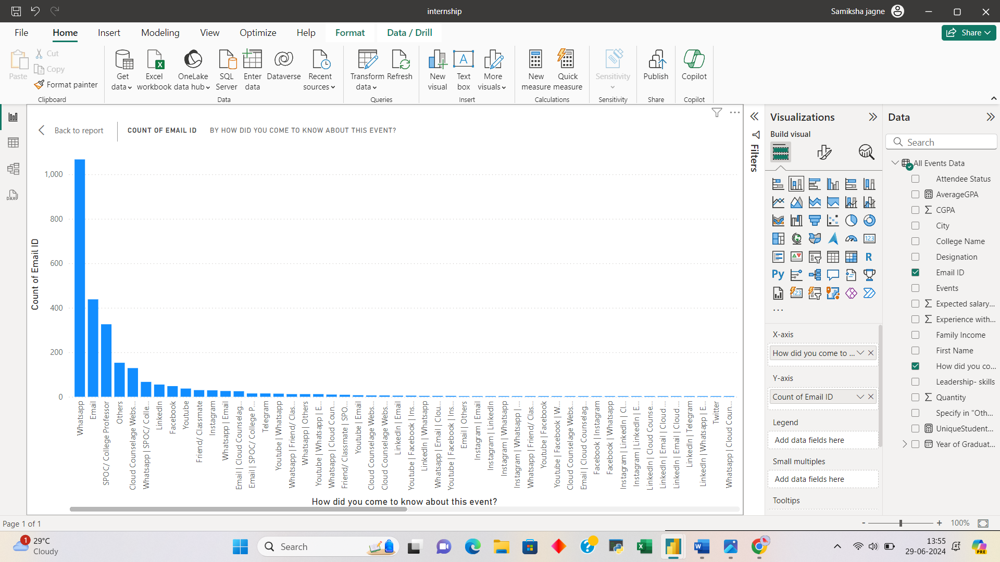 internship
Samiksha jagne
File
Home
Insert
Modeling
View
Optimize
Help
Format
Data / Drill
Share
Paste
Cut
Copy
Format painter
Clipboard
Get data
Excel workbook
OneLake data hub
SQL Server
Enter data
Dataverse
Recent sources
Data
Transform data
Refresh
Queries
New visual
Text box
More visuals
Insert
New measure
Quick measure
Calculations
Sensitivity
Sensitivity
Publish
Share
Copilot
Copilot
Back to report
COUNT OF EMAIL ID
BY HOW DID YOU COME TO KNOW ABOUT THIS EVENT?
Count of Email ID
1,000
800
600
400
200
0
Whatsapp
Email
SPOC/ College Professor
Others
Cloud Counselage Webs...
Whatsapp | SPOC/ Colle...
LinkedIn
Facebook
Youtube
Friend/ Classmate
Instagram
Whatsapp | Email
Email | Cloud Counselag...
Email | SPOC/ College P...
Telegram
Youtube | Whatsapp
Whatsapp | Friend/ Clas...
Whatsapp | Others
Youtube | Whatsapp | E...
Whatsapp | Cloud Coun...
Friend/ Classmate | SPO...
Youtube | Email
Cloud Counselage Webs...
Cloud Counselage Webs...
LinkedIn | Email
Youtube | Facebook | Ins...
LinkedIn | Whatsapp
Whatsapp | Email | Clou...
Youtube | Facebook | Ins...
Email | Others
Instagram | Email
Instagram | LinkedIn
Instagram | Whatsapp
Instagram | Whatsapp | ...
Whatsapp | Friend/ Clas...
Youtube | Facebook
Youtube | Facebook | W...
Cloud Counselage Webs...
Email | Cloud Counselag...
Facebook | Instagram
Facebook | Whatsapp
Instagram | LinkedIn | Cl...
Instagram | LinkedIn | E...
LinkedIn | Cloud Counse...
LinkedIn | Email | Cloud ...
LinkedIn | Email | Cloud ...
LinkedIn | Telegram
LinkedIn | Whatsapp | E...
Twitter
Whatsapp | Cloud Coun...
How did you come to know about this event?
Filters
Visualizations
Build visual
123
R
Py
123
X-axis
How did you come to ...
Y-axis
Count of Email ID
Legend
Add data fields here
Small multiples
Add data fields here
Tooltips
Data
Search
All Events Data
Attendee Status
AverageGPA
CGPA
City
College Name
Designation
Email ID
Events
Expected salary...
Experience with...
Family Income
First Name
How did you co...
Leadership- skills
Quantity
Specify in "Oth...
UniqueStudent...
Year of Graduat...
DAX
Page 1 of 1
- + 100%
1
29°C
Cloudy
Search
13:55
29-06-2024
PRE